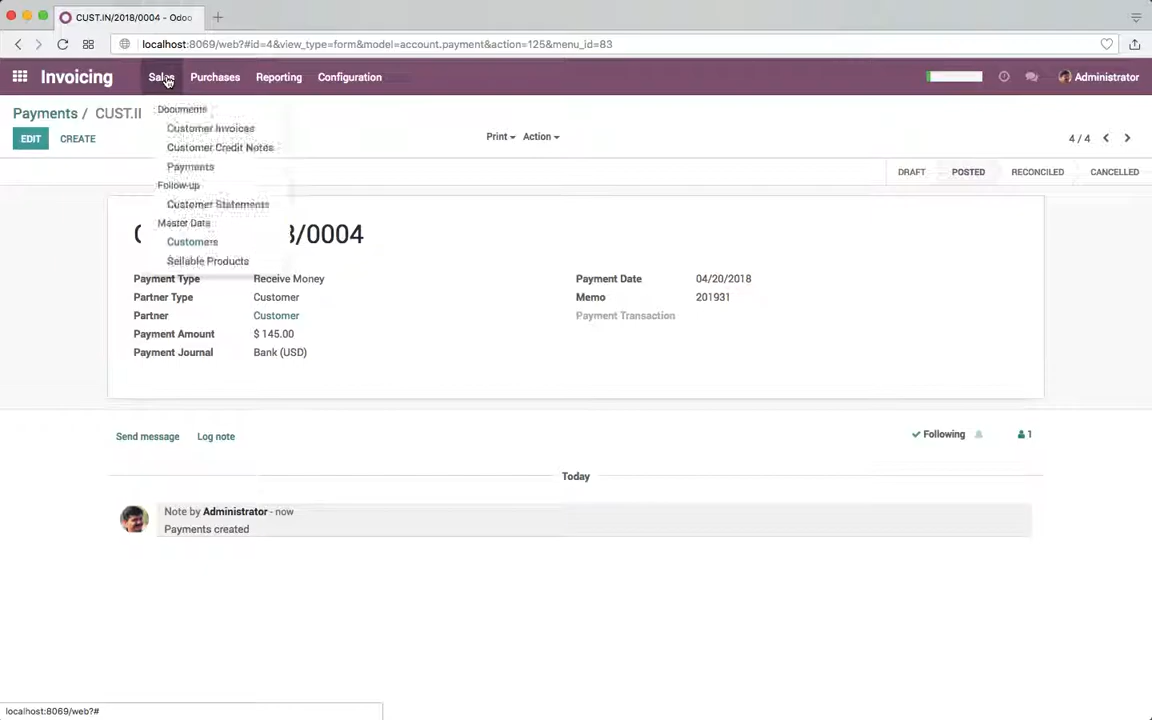 CUST.IN/2018/0004 - Odoo
localhost:8069/web?#id=4&view_type=form&model=account.payment&action=125&menu_id=83
Invoicing Sales Purchases Reporting Configuration Administrator
Payments / CUST.II
EDIT CREATE Print Action 4 / 4
Documents
Customer Invoices
Customer Credit Notes
Payments
Follow-up
Customer Statements
Master Data
Customers
Sellable Products
DRAFT POSTED RECONCILED CANCELLED
/0004
Payment Type Receive Money
Partner Type Customer
Partner Customer
Payment Amount $ 145.00
Payment Journal Bank (USD)
Payment Date 04/20/2018
Memo 201931
Payment Transaction
Send message Log note Following 1
Today
Note by Administrator - now
Payments created
localhost:8069/web?#